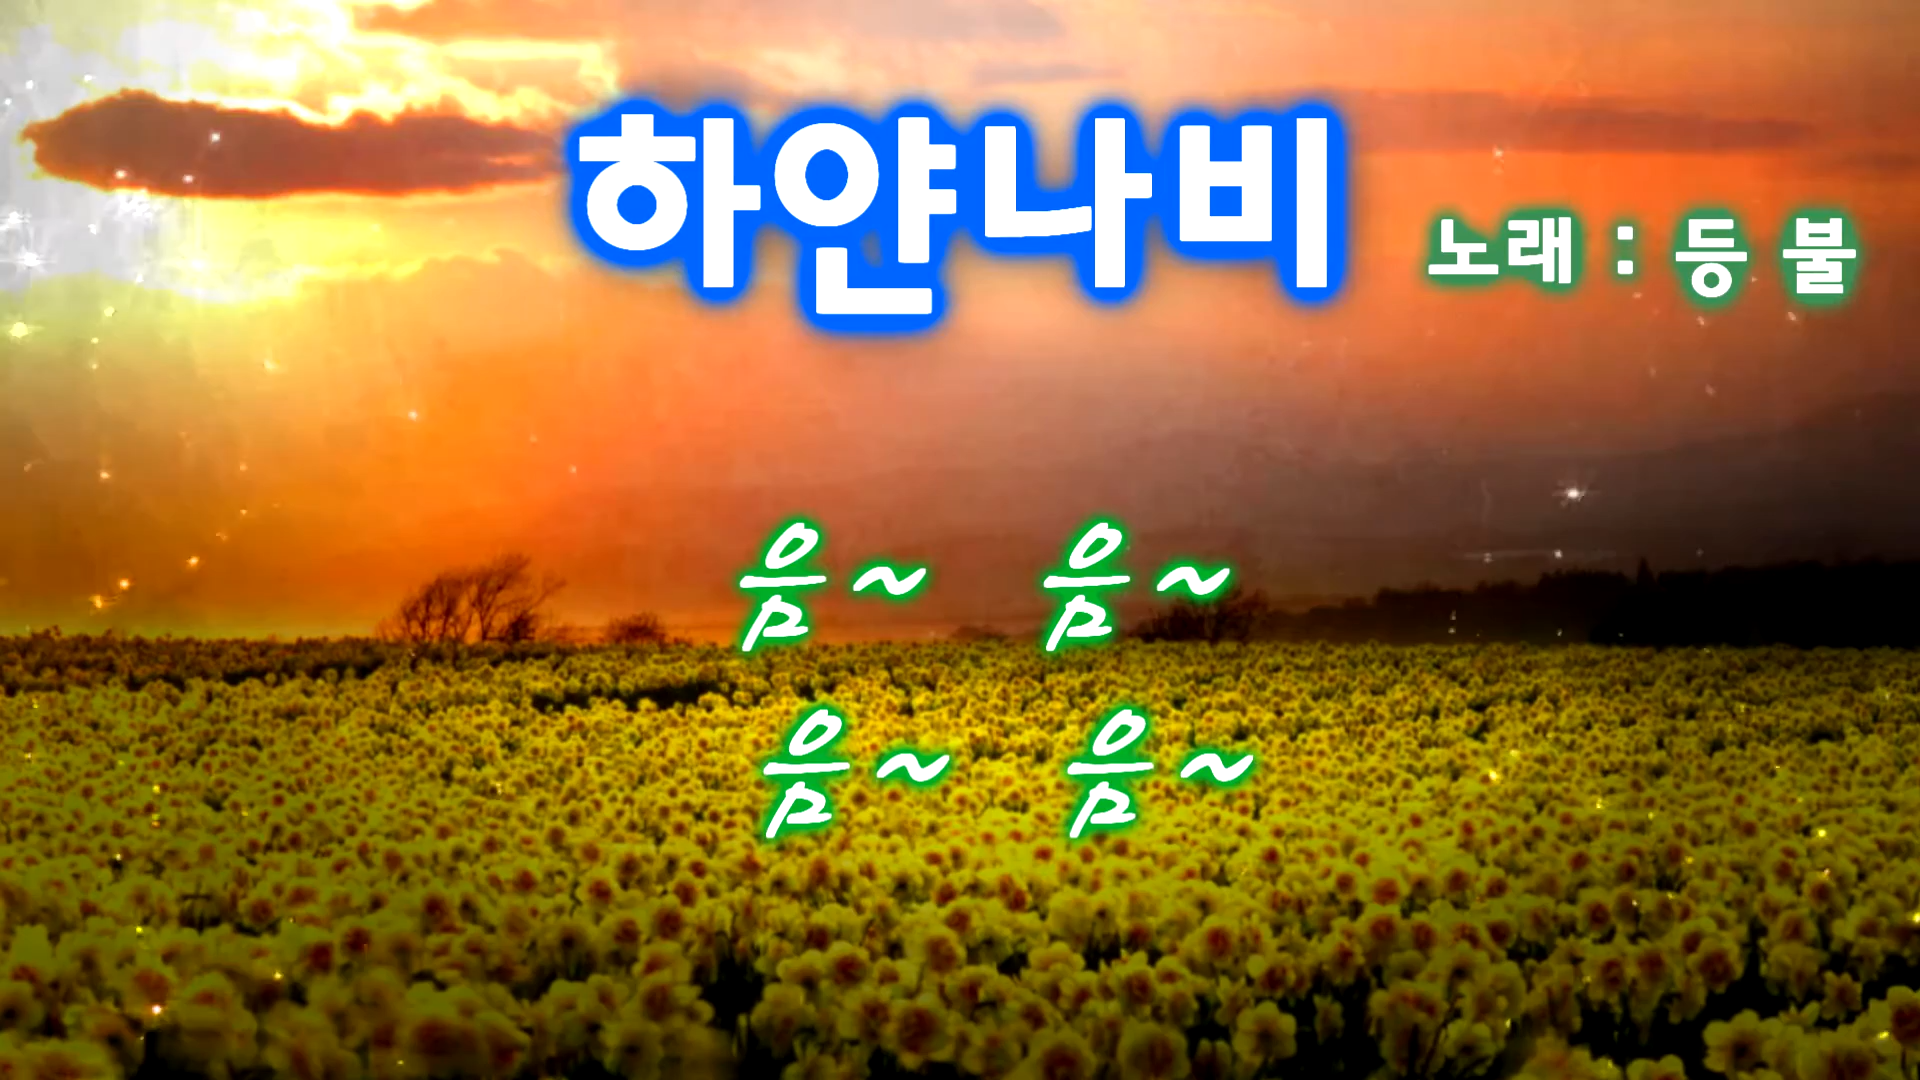 하얀나비
노래 : 등 불
음~ 음~
음~ 음~